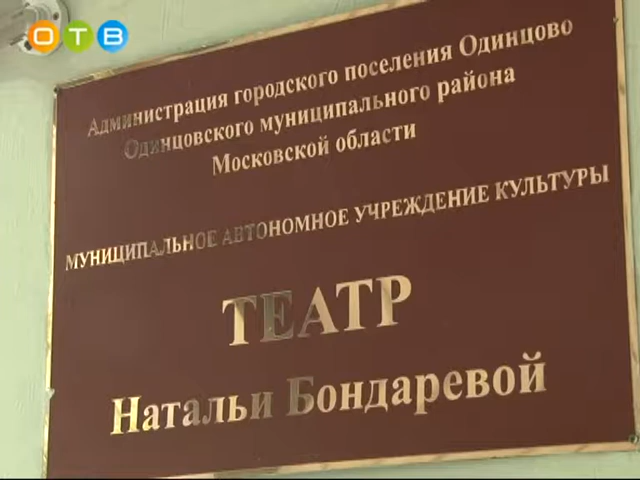 ОТВ
Администрация городского поселения Одинцово
Одинцовского муниципального района
Московской области
МУНИЦИПАЛЬНОЕ АВТОНОМНОЕ УЧРЕЖДЕНИЕ КУЛЬТУРЫ
ТЕАТР
Натальи Бондаревой